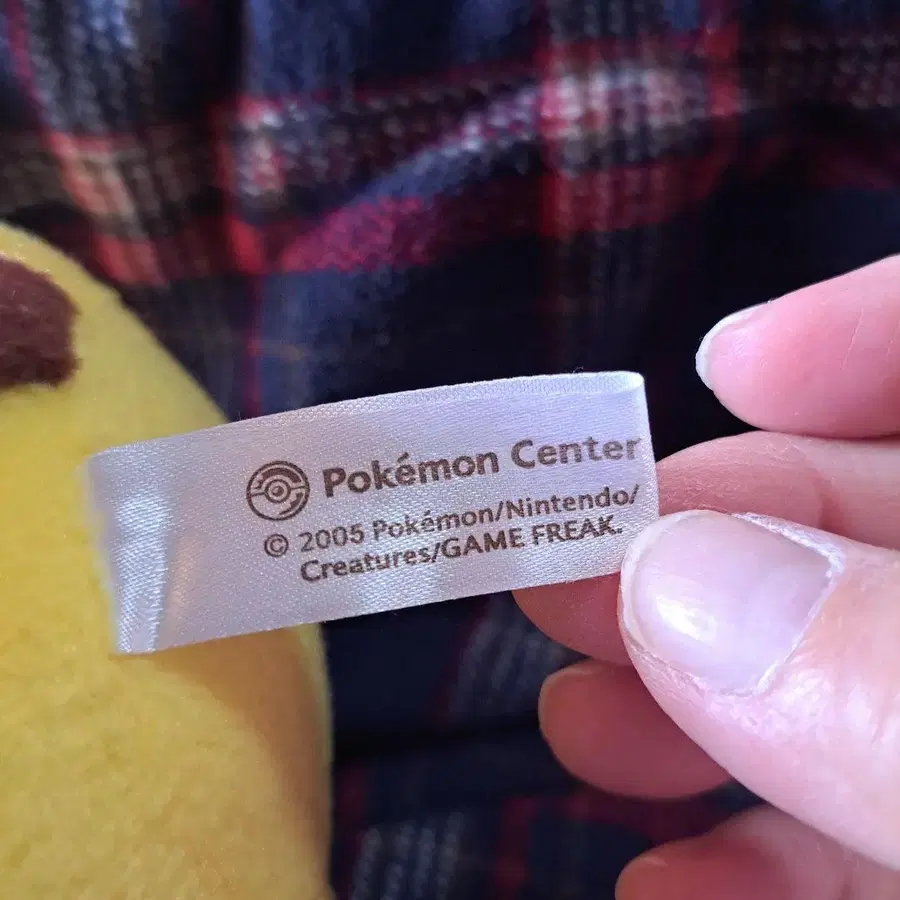 Pokémon Center
© 2005 Pokémon/Nintendo/
Creatures/GAME FREAK.